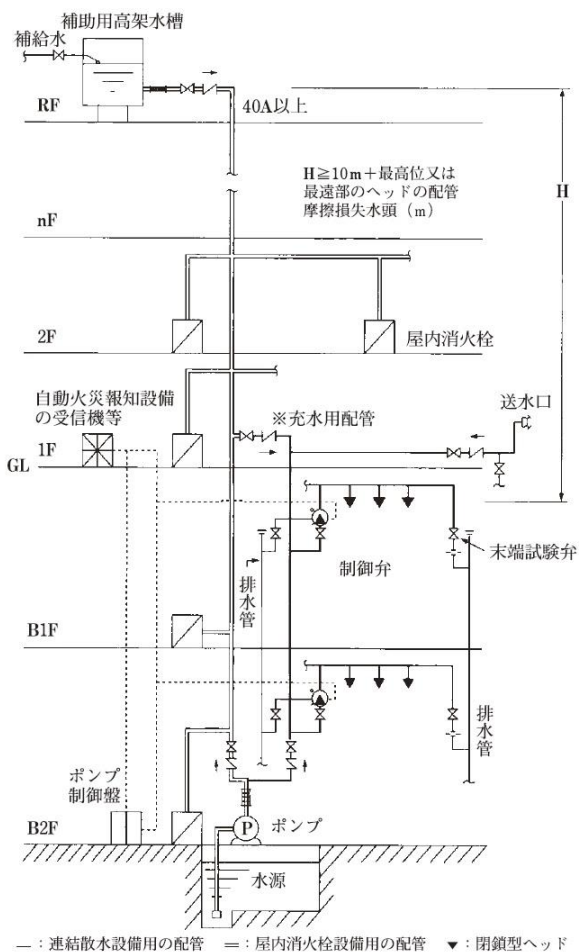 補助用高架水槽
補給水
RF
40A以上
H≧10m+最高位又は
最遠部のヘッドの配管
摩擦損失水頭（m）
H
nF
2F
屋内消火栓
自動火災報知設備
の受信機等
※充水用配管
送水口
1F
GL
末端試験弁
制御弁
排水管
B1F
排水管
ポンプ
制御盤
P
ポンプ
B2F
水源
―：連結散水設備用の配管 ＝：屋内消火栓設備用の配管 ▼：閉鎖型ヘッド